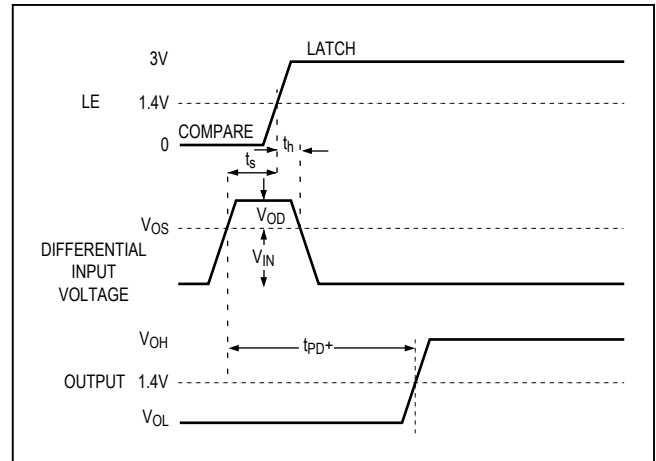 3V
LATCH
LE
1.4V
COMPARE
0
th
ts
VOD
VOS
VIN
DIFFERENTIAL
INPUT
VOLTAGE
VOH
tPD+
OUTPUT
1.4V
VOL